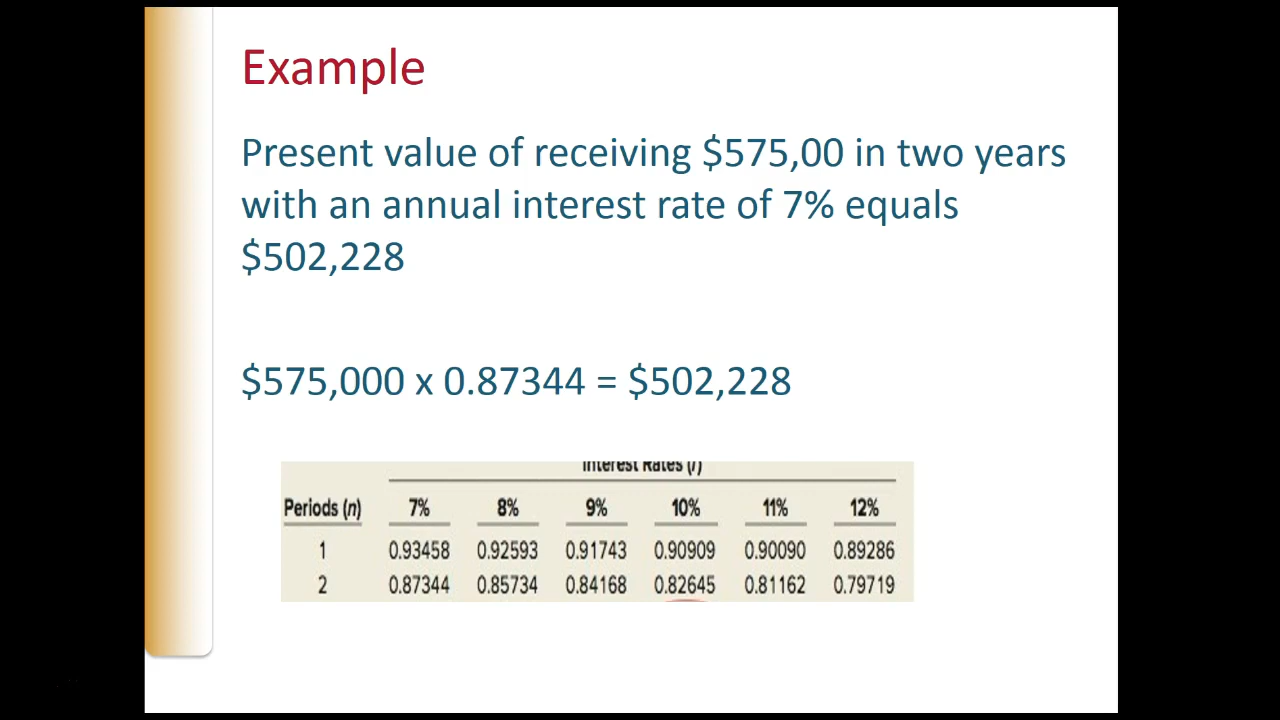 Example
Present value of receiving $575,00 in two years
with an annual interest rate of 7% equals
$502,228
$575,000 x 0.87344 = $502,228
Interest Rates (i)
Periods (n) 7% 8% 9% 10% 11% 12%
1 0.93458 0.92593 0.91743 0.90909 0.90090 0.89286
2 0.87344 0.85734 0.84168 0.82645 0.81162 0.79719